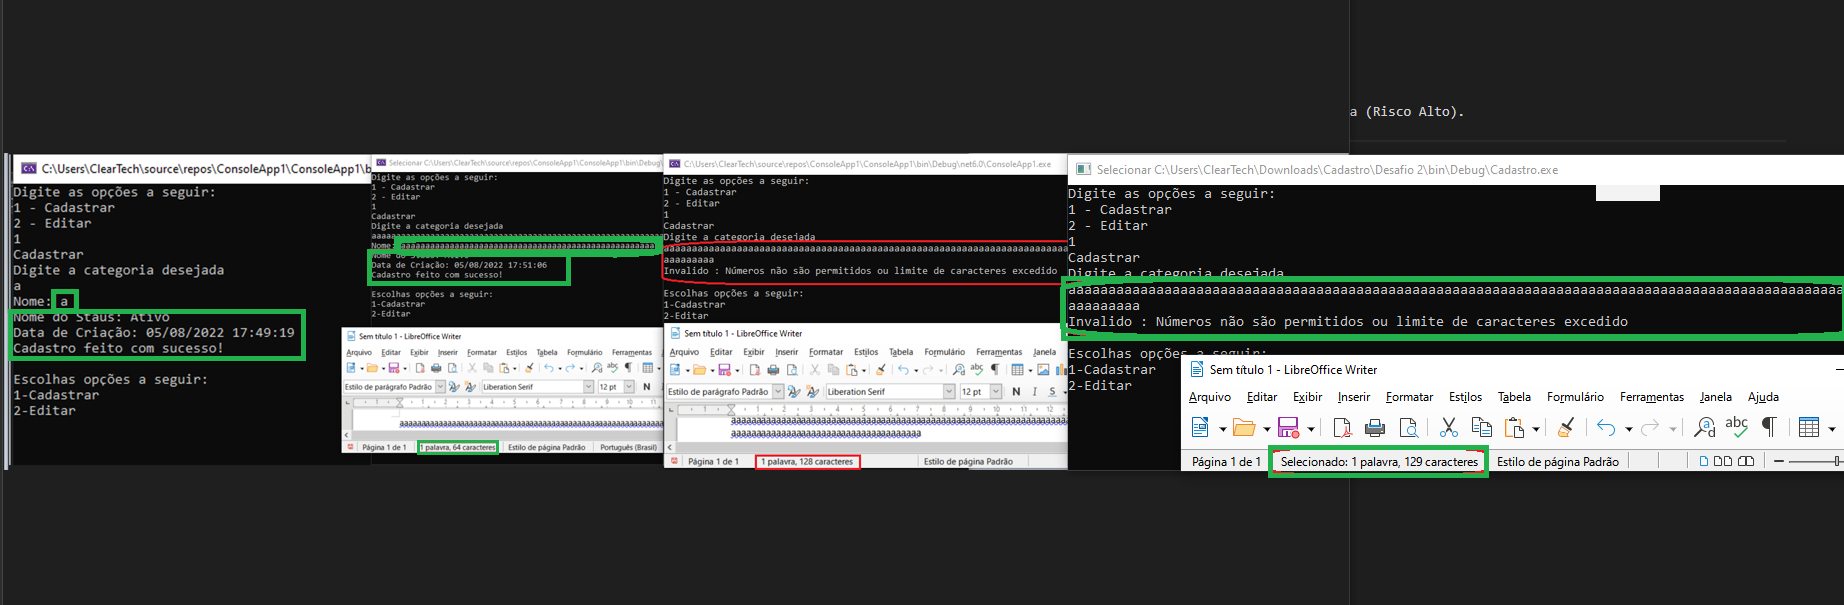 a (Risco Alto).
C:\Users\ClearTech\source\repos\ConsoleApp1\ConsoleApp1\b
Digite as opções a seguir:
1 - Cadastrar
2 - Editar
1
Cadastrar
Digite a categoria desejada
a
Nome: a
Nome do Staus: Ativo
Data de Criação: 05/08/2022 17:49:19
Cadastro feito com sucesso!
Escolhas opções a seguir:
1-Cadastrar
2-Editar
Selecionar C:\Users\ClearTech\source\repos\ConsoleApp1\ConsoleApp1\bin\Debug\
Digite as opções a seguir:
1 - Cadastrar
2 - Editar
1
Cadastrar
Digite a categoria desejada
Nome:
Data de Criação: 05/08/2022 17:51:06
Cadastro feito com sucesso!
Escolhas opções a seguir:
1-Cadastrar
2-Editar
Sem título 1 - LibreOffice Writer
Arquivo Editar Exibir Inserir Formatar Estilos Tabela Formulário Ferramentas
Estilo de parágrafo Padrão Liberation Serif 12 pt N
Página 1 de 1 1 palavra, 64 caracteres Estilo de página Padrão Português (Brasil)
C:\Users\ClearTech\source\repos\ConsoleApp1\ConsoleApp1\bin\Debug\net6.0\ConsoleApp1.exe
Digite as opções a seguir:
1 - Cadastrar
2 - Editar
1
Cadastrar
Digite a categoria desejada
aaaaaaaaa
Invalido : Números não são permitidos ou limite de caracteres excedido
Escolhas opções a seguir:
1-Cadastrar
2-Editar
Sem título 1 - LibreOffice Writer
Arquivo Editar Exibir Inserir Formatar Estilos Tabela Formulário Ferramentas Janela
Estilo de parágrafo Padrão Liberation Serif 12 pt N I S
Página 1 de 1 1 palavra, 128 caracteres Estilo de página Padrão
Selecionar C:\Users\ClearTech\Downloads\Cadastro\Desafio 2\bin\Debug\Cadastro.exe
Digite as opções a seguir:
1 - Cadastrar
2 - Editar
1
Cadastrar
Digite a categoria desejada
aaaaaaaaa
Invalido : Números não são permitidos ou limite de caracteres excedido
Escolhas opções a seguir:
1-Cadastrar
2-Editar
Sem título 1 - LibreOffice Writer
Arquivo Editar Exibir Inserir Formatar Estilos Tabela Formulário Ferramentas Janela Ajuda
Página 1 de 1 Selecionado: 1 palavra, 129 caracteres Estilo de página Padrão